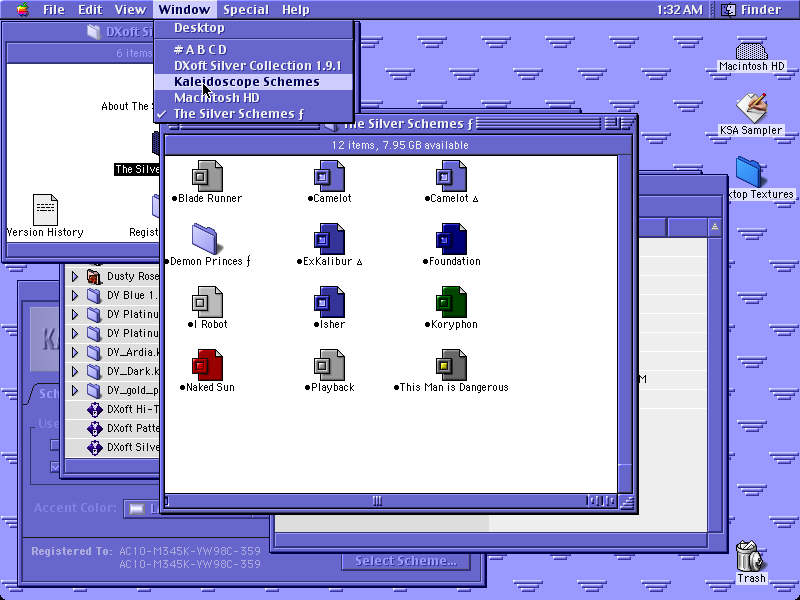 File Edit View Window Special Help 1:32 AM Finder
Desktop
# A B C D
DXoft Silver Collection 1.9.1
Kaleidoscope Schemes
Macintosh HD
✓ The Silver Schemes ƒ
DXoft Si
6 items
About The S
The Silver
Version History
Regist
The Silver Schemes ƒ
12 items, 7.95 GB available
•Blade Runner
•Camelot
•Camelot ∆
•Demon Princes ƒ
•ExKalibur ∆
•Foundation
•I Robot
•Isher
•Koryphon
•Naked Sun
•Playback
•This Man is Dangerous
Dusty Rose
DV Blue 1.
DV Platinu
DV Platinu
DV_Ardia.k
DV_Dark.k
DV_gold_p
DXoft Hi-T
DXoft Patte
DXoft Silve
M
KA
Sch
Use
Accent Color: L
Registered To: AC10-M345K-YW98C-359
AC10-M345K-YW98C-359
Select Scheme...
Macintosh HD
KSA Sampler
ktop Textures
Trash